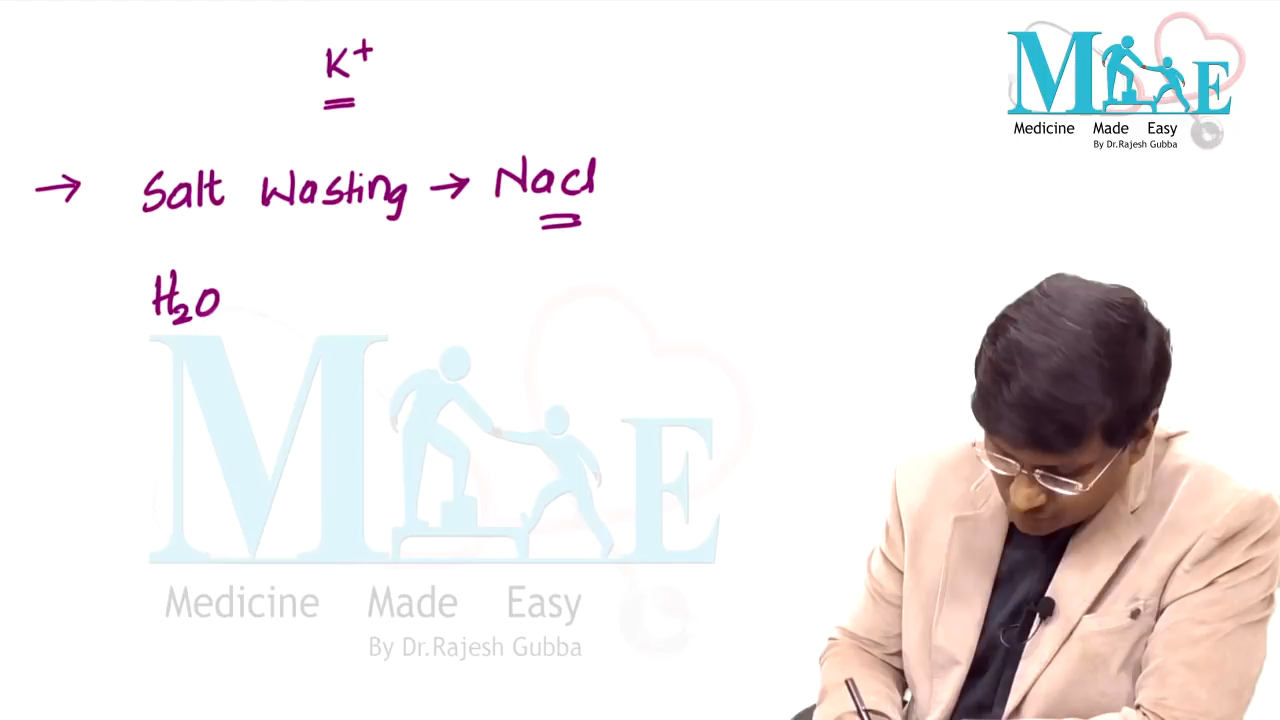 K+
M E
Medicine Made Easy
By Dr.Rajesh Gubba
→ Salt Wasting → Nacl
H₂O
M E
Medicine Made Easy
By Dr.Rajesh Gubba